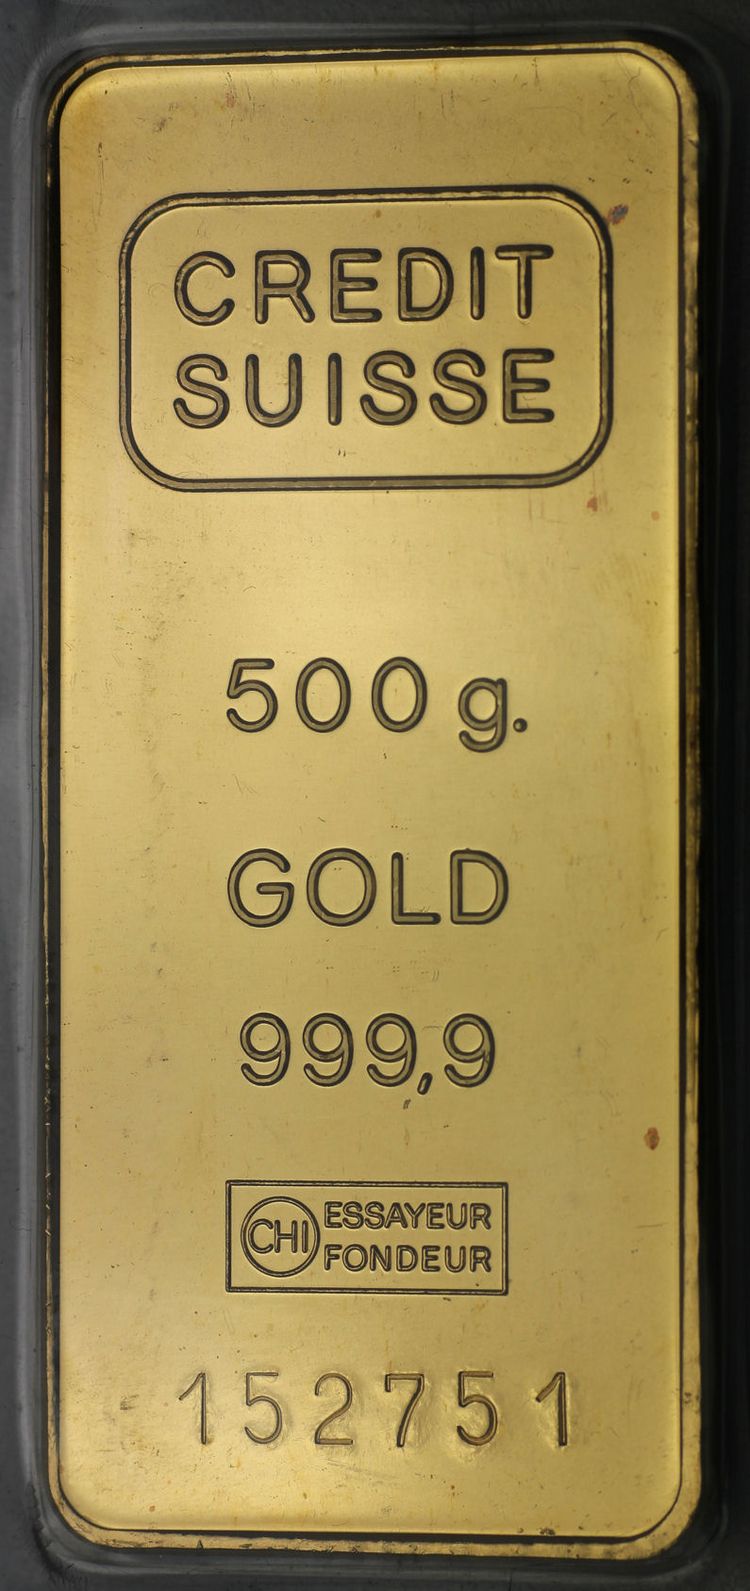 CREDIT
SUISSE
500 g.
GOLD
999,9
CHI ESSAYEUR
FONDEUR
152751